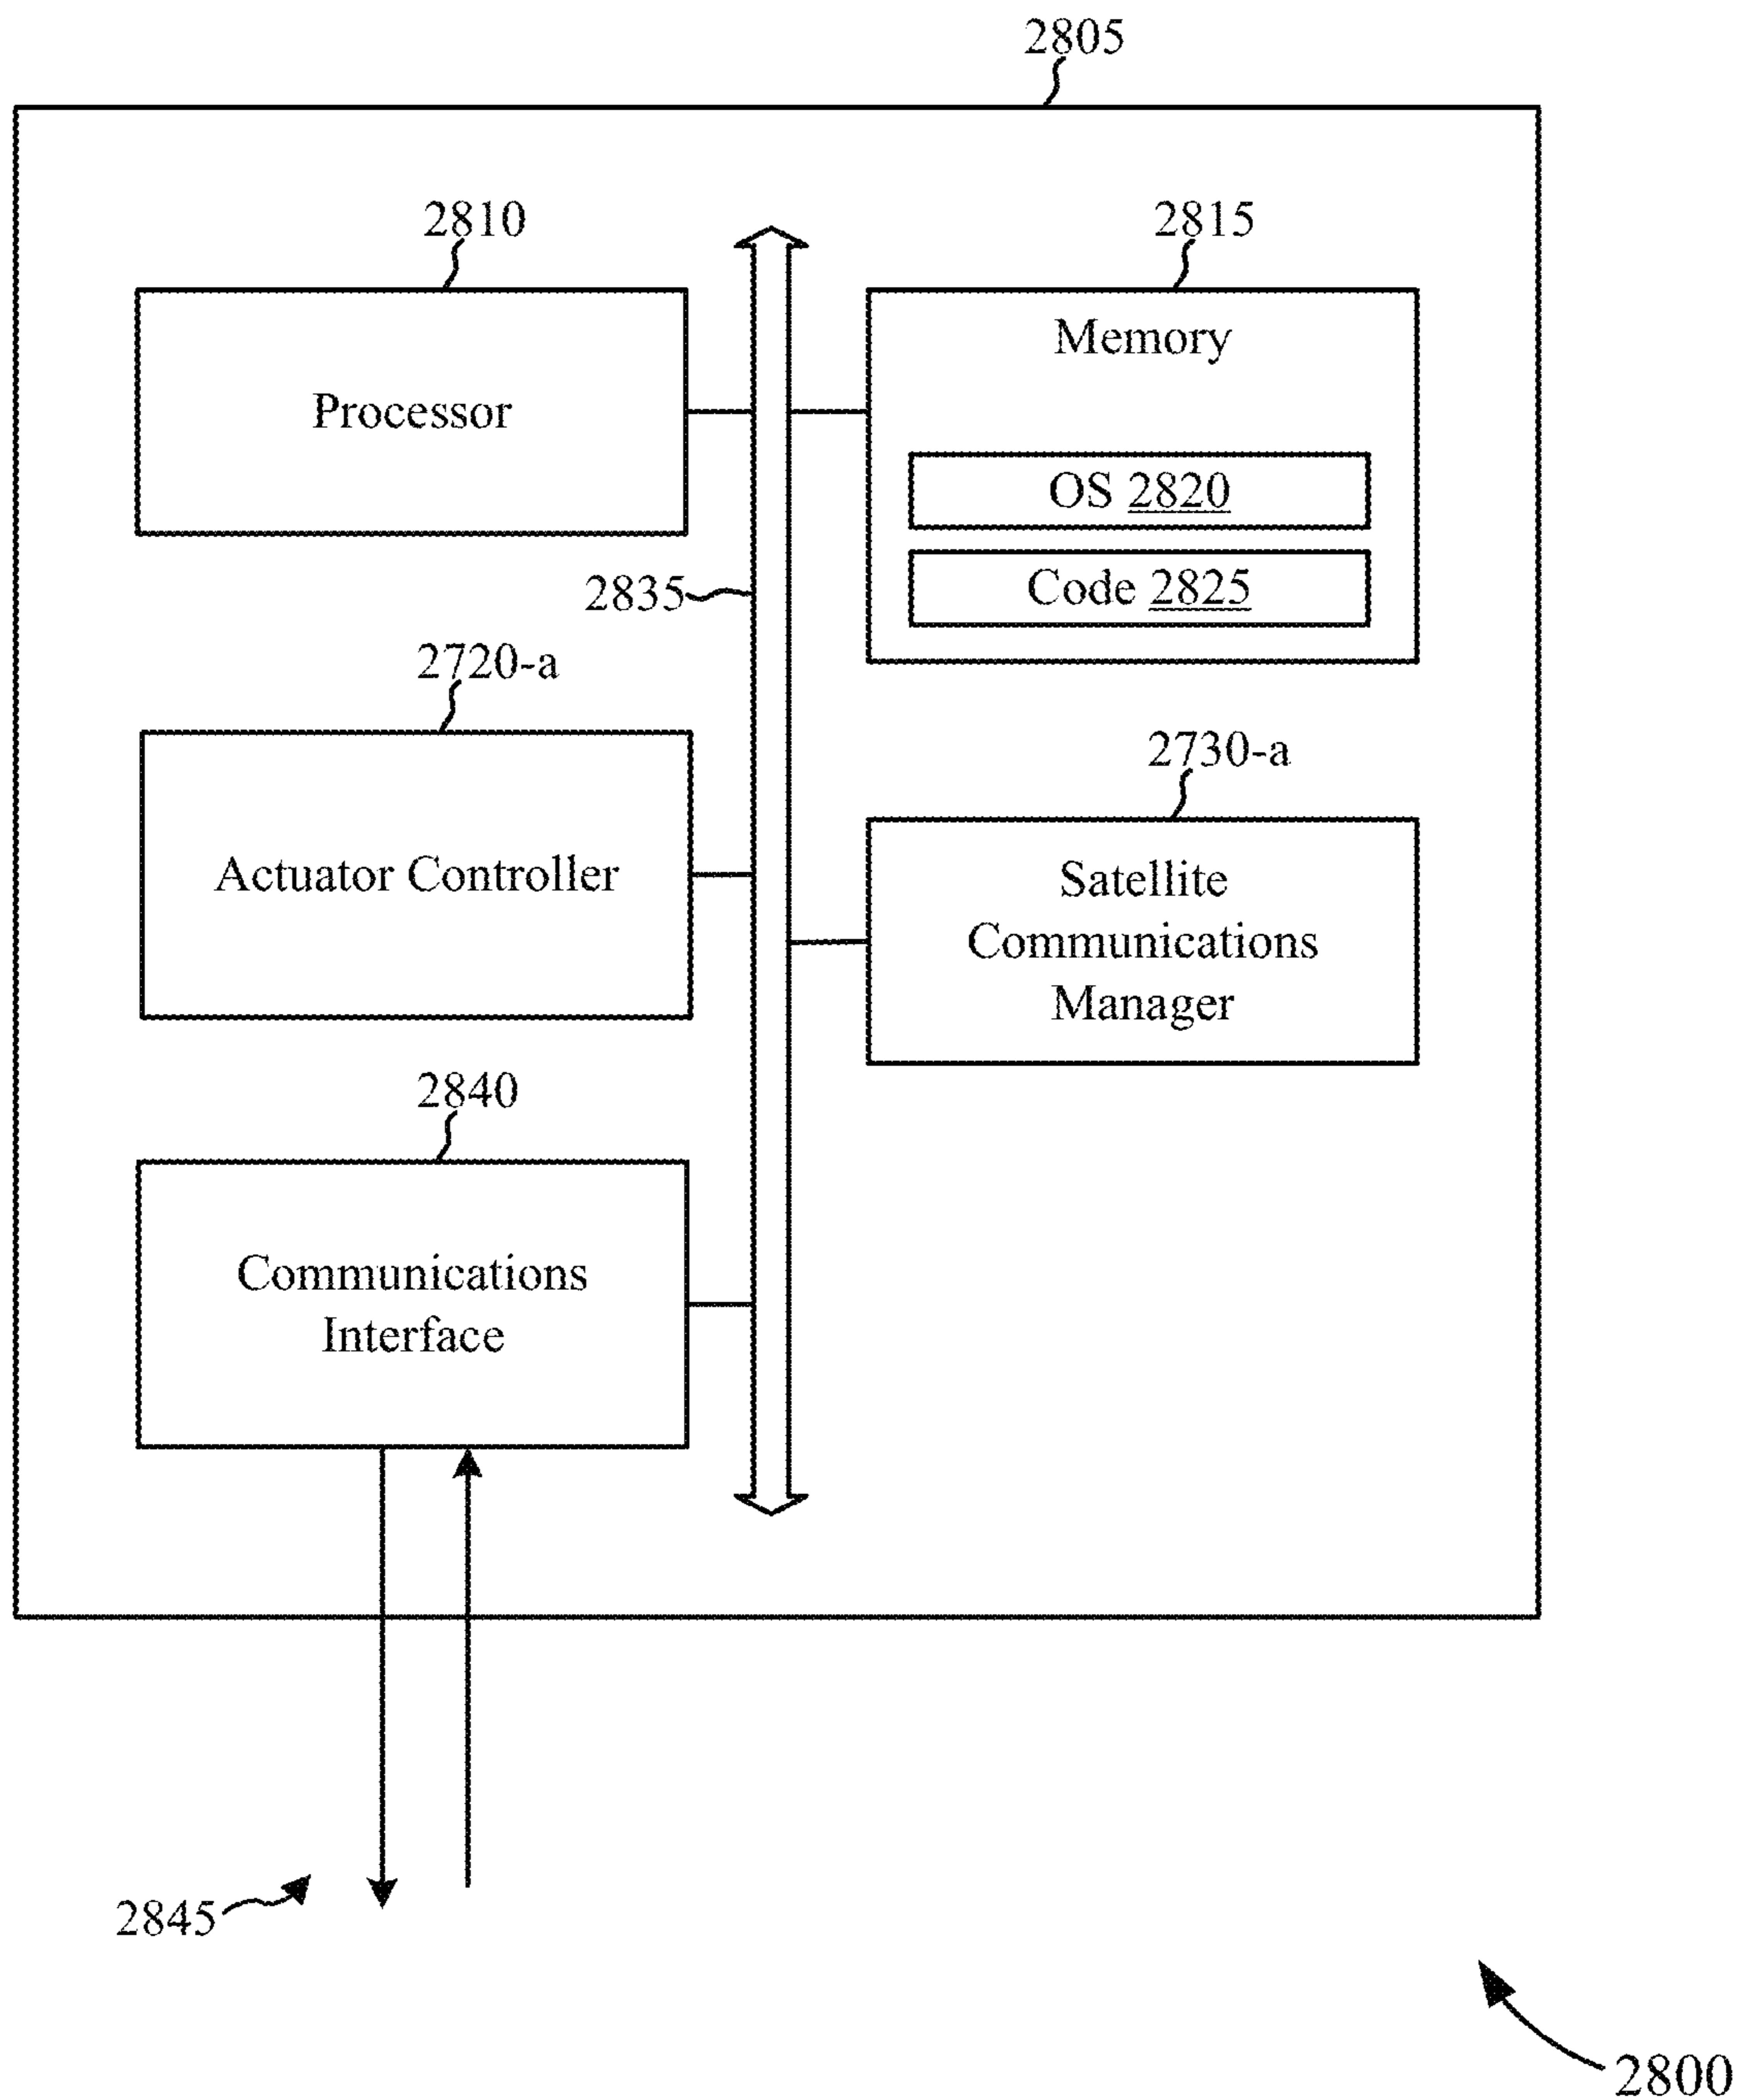 2805
2810
2815
Processor
Memory
OS 2820
Code 2825
2835
2720-a
2730-a
Actuator Controller
Satellite
Communications
Manager
2840
Communications
Interface
2845
2800